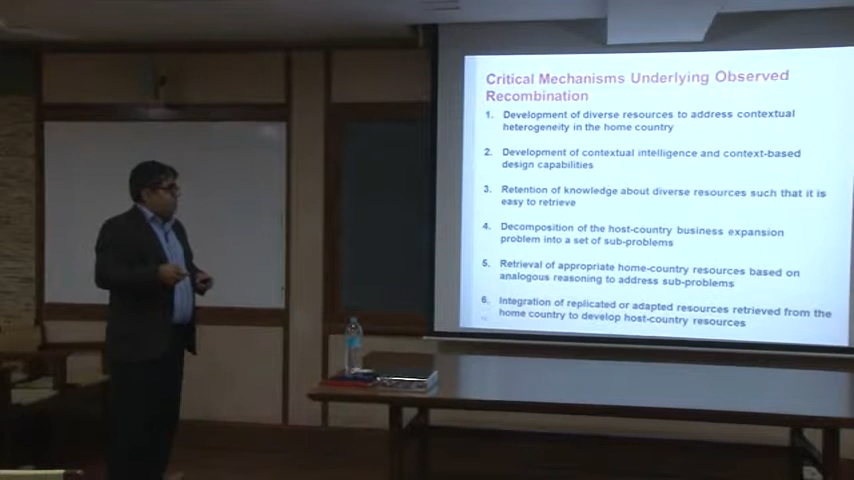 Critical Mechanisms Underlying Observed
Recombination
1. Development of diverse resources to address contextual
heterogeneity in the home country
2. Development of contextual intelligence and context-based
design capabilities
3. Retention of knowledge about diverse resources such that it is
easy to retrieve
4. Decomposition of the host-country business expansion
problem into a set of sub-problems
5. Retrieval of appropriate home-country resources based on
analogous reasoning to address sub-problems
6. Integration of replicated or adapted resources retrieved from the
home country to develop host-country resources